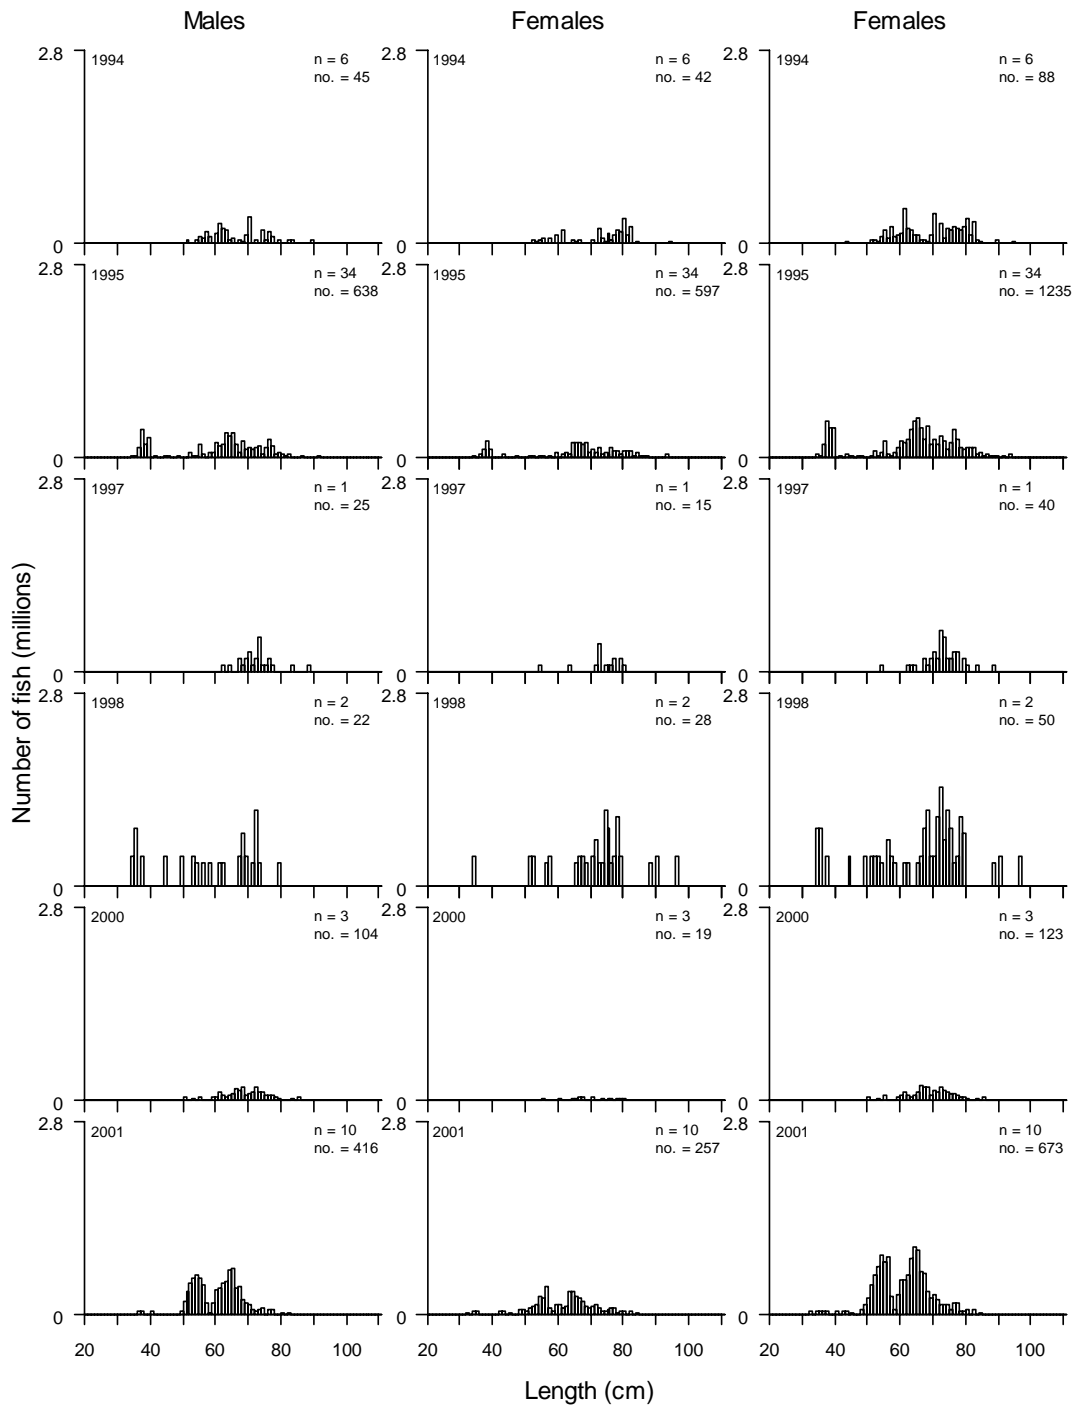 Males Females Females
2.8 1994 n = 6 2.8 1994 n = 6 2.8 1994 n = 6
no. = 45 no. = 42 no. = 88
0 0 0
2.8 1995 n = 34 2.8 1995 n = 34 2.8 1995 n = 34
no. = 638 no. = 597 no. = 1235
0 0 0
2.8 1997 n = 1 2.8 1997 n = 1 2.8 1997 n = 1
no. = 25 no. = 15 no. = 40
0 0 0
Number of fish (millions)
2.8 1998 n = 2 2.8 1998 n = 2 2.8 1998 n = 2
no. = 22 no. = 28 no. = 50
0 0 0
2.8 2000 n = 3 2.8 2000 n = 3 2.8 2000 n = 3
no. = 104 no. = 19 no. = 123
0 0 0
2.8 2001 n = 10 2.8 2001 n = 10 2.8 2001 n = 10
no. = 416 no. = 257 no. = 673
0 0 0
20 40 60 80 100 20 40 60 80 100 20 40 60 80 100
Length (cm)